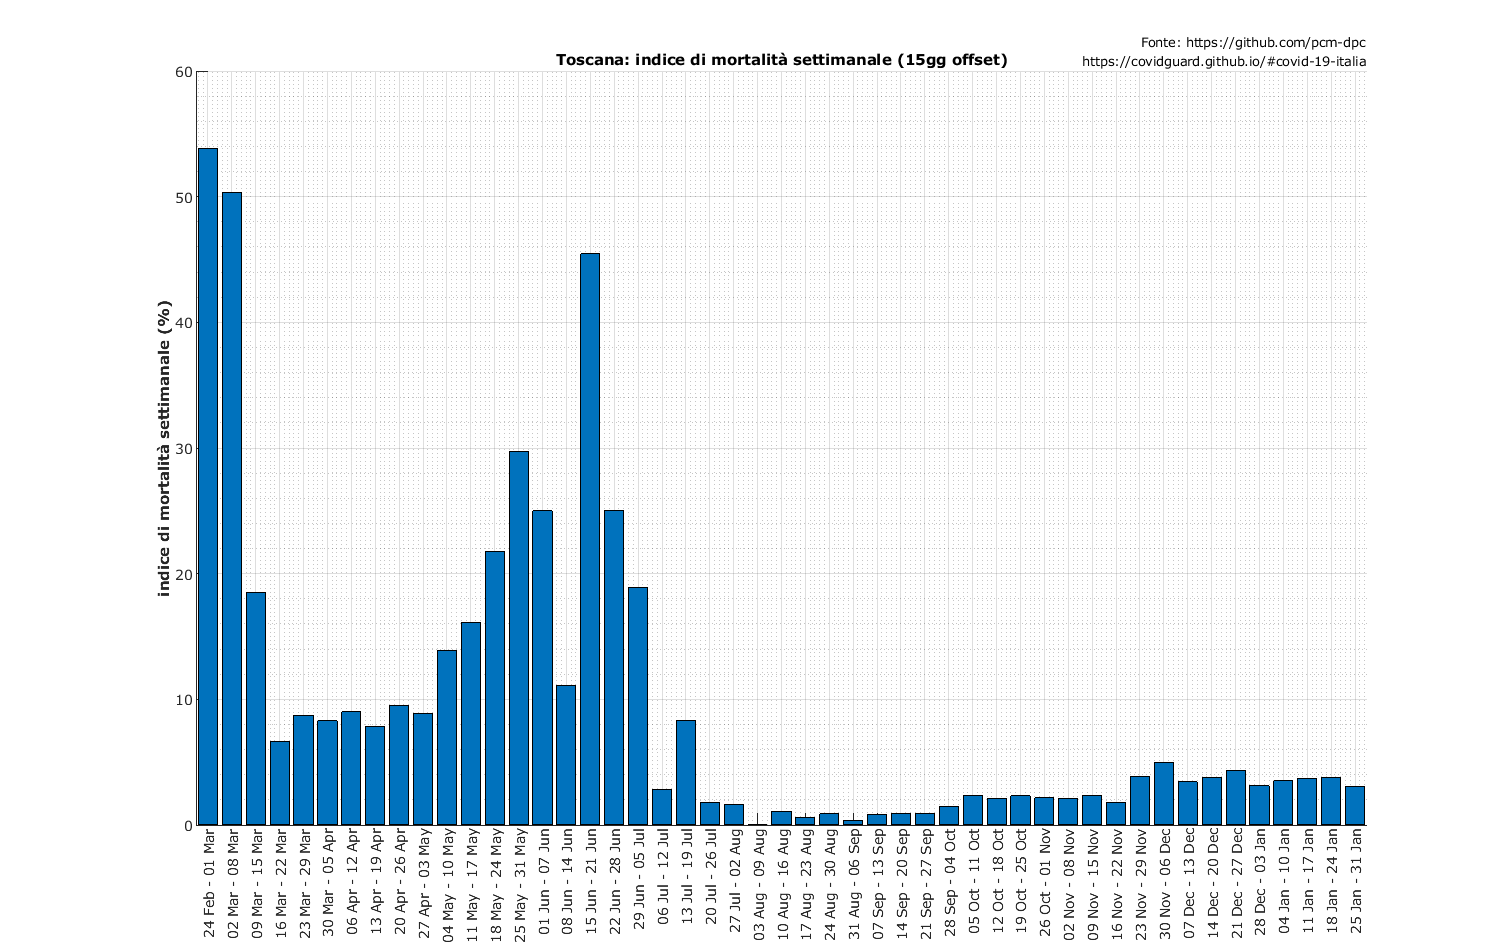 Fonte: https://github.com/pcm-dpc
https://covidguard.github.io/#covid-19-italia
Toscana: indice di mortalità settimanale (15gg offset)
indice di mortalità settimanale (%)
60
50
40
30
20
10
0
24 Feb - 01 Mar
02 Mar - 08 Mar
09 Mar - 15 Mar
16 Mar - 22 Mar
23 Mar - 29 Mar
30 Mar - 05 Apr
06 Apr - 12 Apr
13 Apr - 19 Apr
20 Apr - 26 Apr
27 Apr - 03 May
04 May - 10 May
11 May - 17 May
18 May - 24 May
25 May - 31 May
01 Jun - 07 Jun
08 Jun - 14 Jun
15 Jun - 21 Jun
22 Jun - 28 Jun
29 Jun - 05 Jul
06 Jul - 12 Jul
13 Jul - 19 Jul
20 Jul - 26 Jul
27 Jul - 02 Aug
03 Aug - 09 Aug
10 Aug - 16 Aug
17 Aug - 23 Aug
24 Aug - 30 Aug
31 Aug - 06 Sep
07 Sep - 13 Sep
14 Sep - 20 Sep
21 Sep - 27 Sep
28 Sep - 04 Oct
05 Oct - 11 Oct
12 Oct - 18 Oct
19 Oct - 25 Oct
26 Oct - 01 Nov
02 Nov - 08 Nov
09 Nov - 15 Nov
16 Nov - 22 Nov
23 Nov - 29 Nov
30 Nov - 06 Dec
07 Dec - 13 Dec
14 Dec - 20 Dec
21 Dec - 27 Dec
28 Dec - 03 Jan
04 Jan - 10 Jan
11 Jan - 17 Jan
18 Jan - 24 Jan
25 Jan - 31 Jan